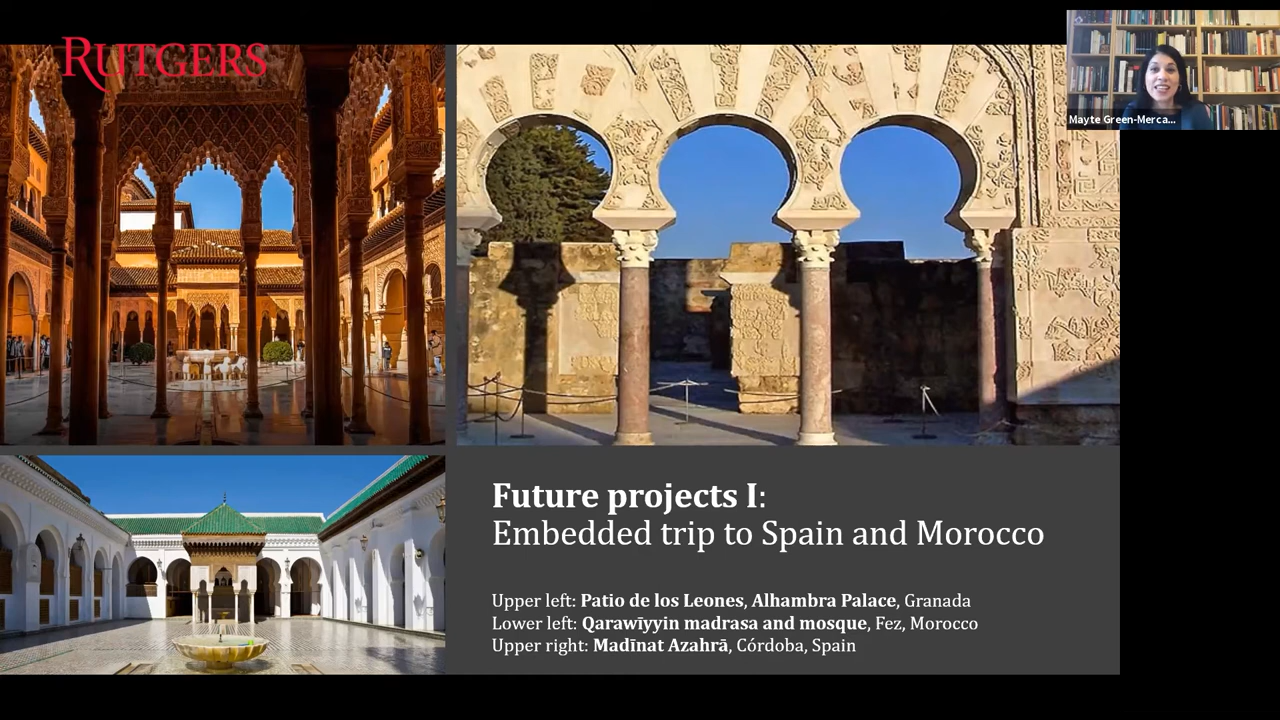 RUTGERS
Mayte Green-Merca...
Future projects I:
Embedded trip to Spain and Morocco
Upper left: Patio de los Leones, Alhambra Palace, Granada
Lower left: Qarawīyyin madrasa and mosque, Fez, Morocco
Upper right: Madīnat Azahrā, Córdoba, Spain